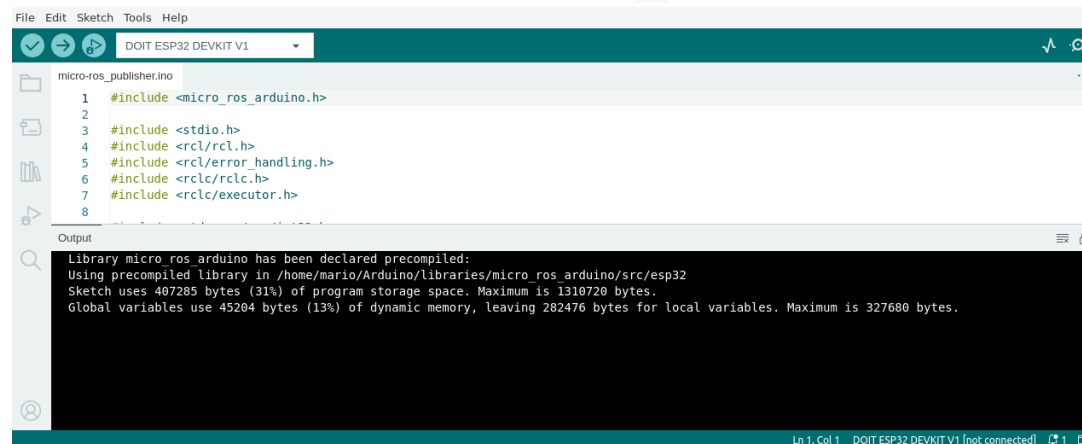 File Edit Sketch Tools Help
DOIT ESP32 DEVKIT V1
micro-ros_publisher.ino
1 #include <micro_ros_arduino.h>
2
3 #include <stdio.h>
4 #include <rcl/rcl.h>
5 #include <rcl/error_handling.h>
6 #include <rclc/rclc.h>
7 #include <rclc/executor.h>
8
Output
Library micro_ros_arduino has been declared precompiled:
Using precompiled library in /home/mario/Arduino/libraries/micro_ros_arduino/src/esp32
Sketch uses 407285 bytes (31%) of program storage space. Maximum is 1310720 bytes.
Global variables use 45204 bytes (13%) of dynamic memory, leaving 282476 bytes for local variables. Maximum is 327680 bytes.
Ln 1, Col 1 DOIT ESP32 DEVKIT V1 [not connected] 1